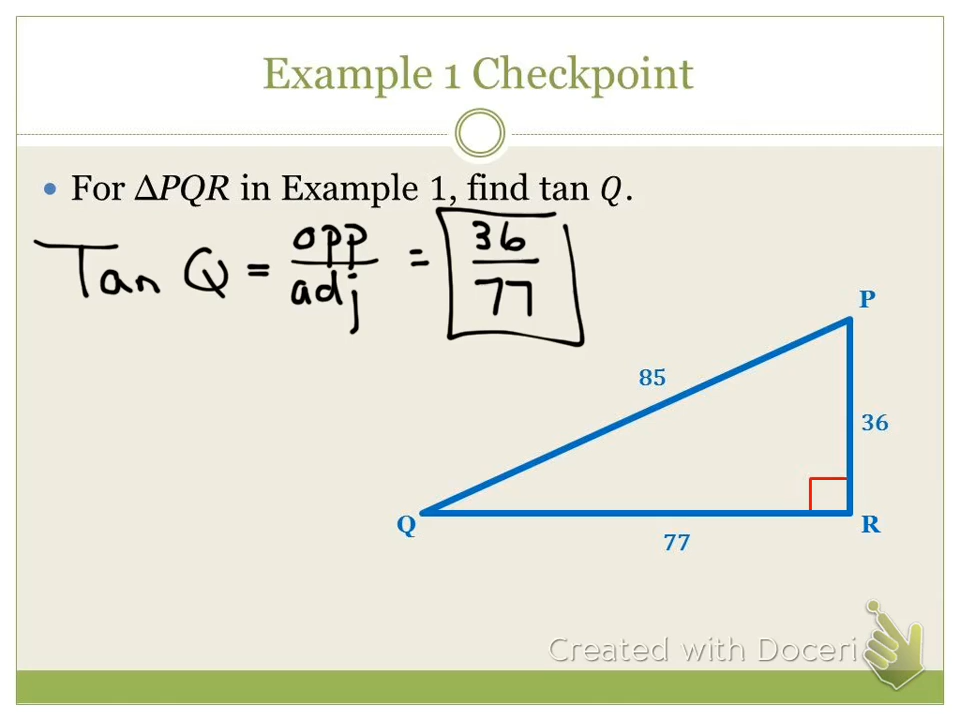 Example 1 Checkpoint
• For ΔPQR in Example 1, find tan Q.
Tan Q = opp/adj = 36/77
P
85
36
Q
R
77
Created with Doceri